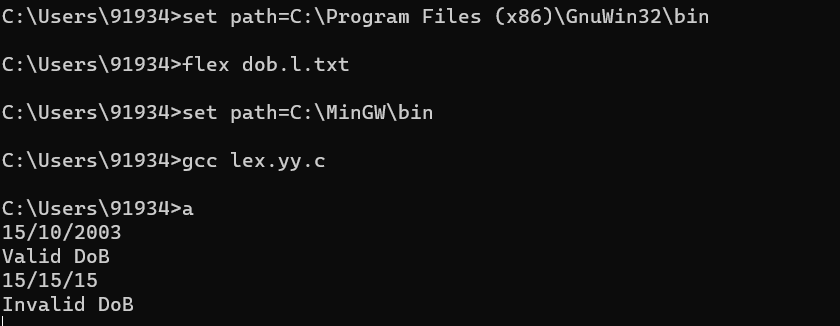 C:\Users\91934>set path=C:\Program Files (x86)\GnuWin32\bin
C:\Users\91934>flex dob.l.txt
C:\Users\91934>set path=C:\MinGW\bin
C:\Users\91934>gcc lex.yy.c
C:\Users\91934>a
15/10/2003
Valid DoB
15/15/15
Invalid DoB